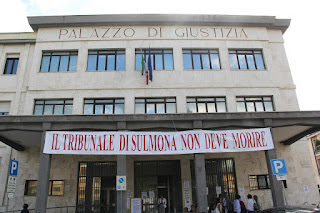 PALAZZO DI GIUSTIZIA
IL TRIBUNALE DI SULMONA NON DEVE MORIRE
P
P